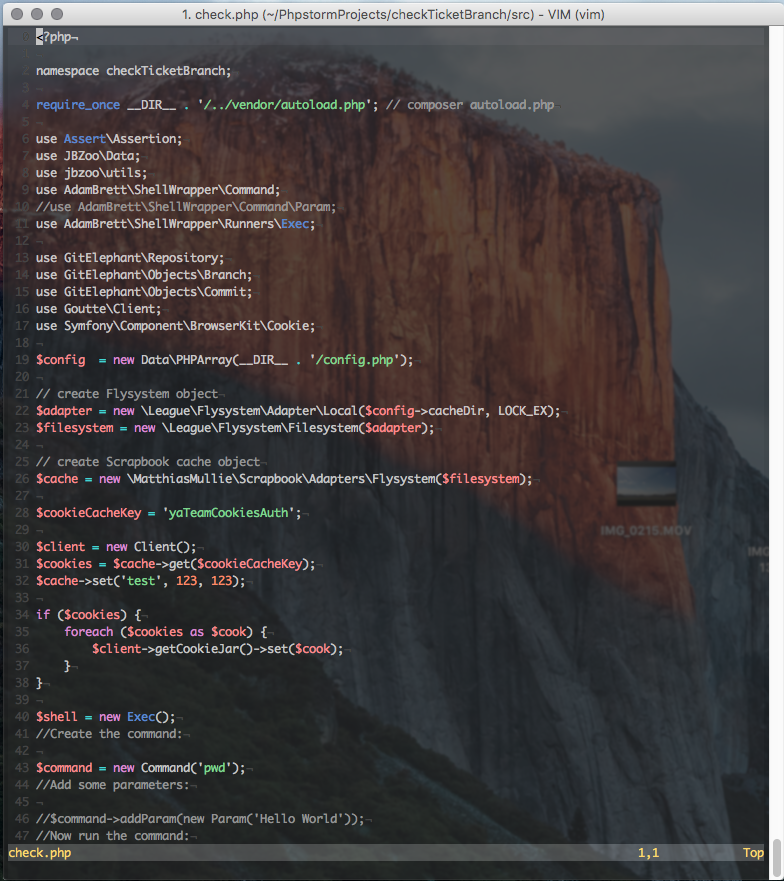 1. check.php (~/PhpstormProjects/checkTicketBranch/src) - VIM (vim)
0 <?php¬
namespace checkTicketBranch;
3 ¬
4 require_once __DIR__ . '/../vendor/autoload.php'; // composer autoload.php¬
5 ¬
6 use Assert\Assertion;
7 use JBZoo\Data;
8 use jbzoo\utils;
9 use AdamBrett\ShellWrapper\Command;
10 //use AdamBrett\ShellWrapper\Command\Param;
11 use AdamBrett\ShellWrapper\Runners\Exec;¬
12 ¬
13 use GitElephant\Repository;¬
14 use GitElephant\Objects\Branch;¬
15 use GitElephant\Objects\Commit;¬
16 use Goutte\Client;¬
17 use Symfony\Component\BrowserKit\Cookie;¬
18 ¬
19 $config  = new Data\PHPArray(__DIR__ . '/config.php');¬
20 ¬
21 // create Flysystem object¬
22 $adapter = new \League\Flysystem\Adapter\Local($config->cacheDir, LOCK_EX);¬
23 $filesystem = new \League\Flysystem\Filesystem($adapter);¬
24 ¬
25 // create Scrapbook cache object¬
26 $cache = new \MatthiasMullie\Scrapbook\Adapters\Flysystem($filesystem);¬
27 ¬
28 $cookieCacheKey = 'yaTeamCookiesAuth';¬
29 ¬
30 $client = new Client();¬
31 $cookies = $cache->get($cookieCacheKey);¬
32 $cache->set('test', 123, 123);¬
33 ¬
34 if ($cookies) {¬
35     foreach ($cookies as $cook) {¬
36         $client->getCookieJar()->set($cook);¬
37     }¬
38 }¬
39 ¬
40 $shell = new Exec();¬
41 //Create the command:¬
42 ¬
43 $command = new Command('pwd');¬
44 //Add some parameters:¬
45 ¬
46 //$command->addParam(new Param('Hello World'));¬
47 //Now run the command:¬
check.php 1,1 Top
IMG_0215.MOV